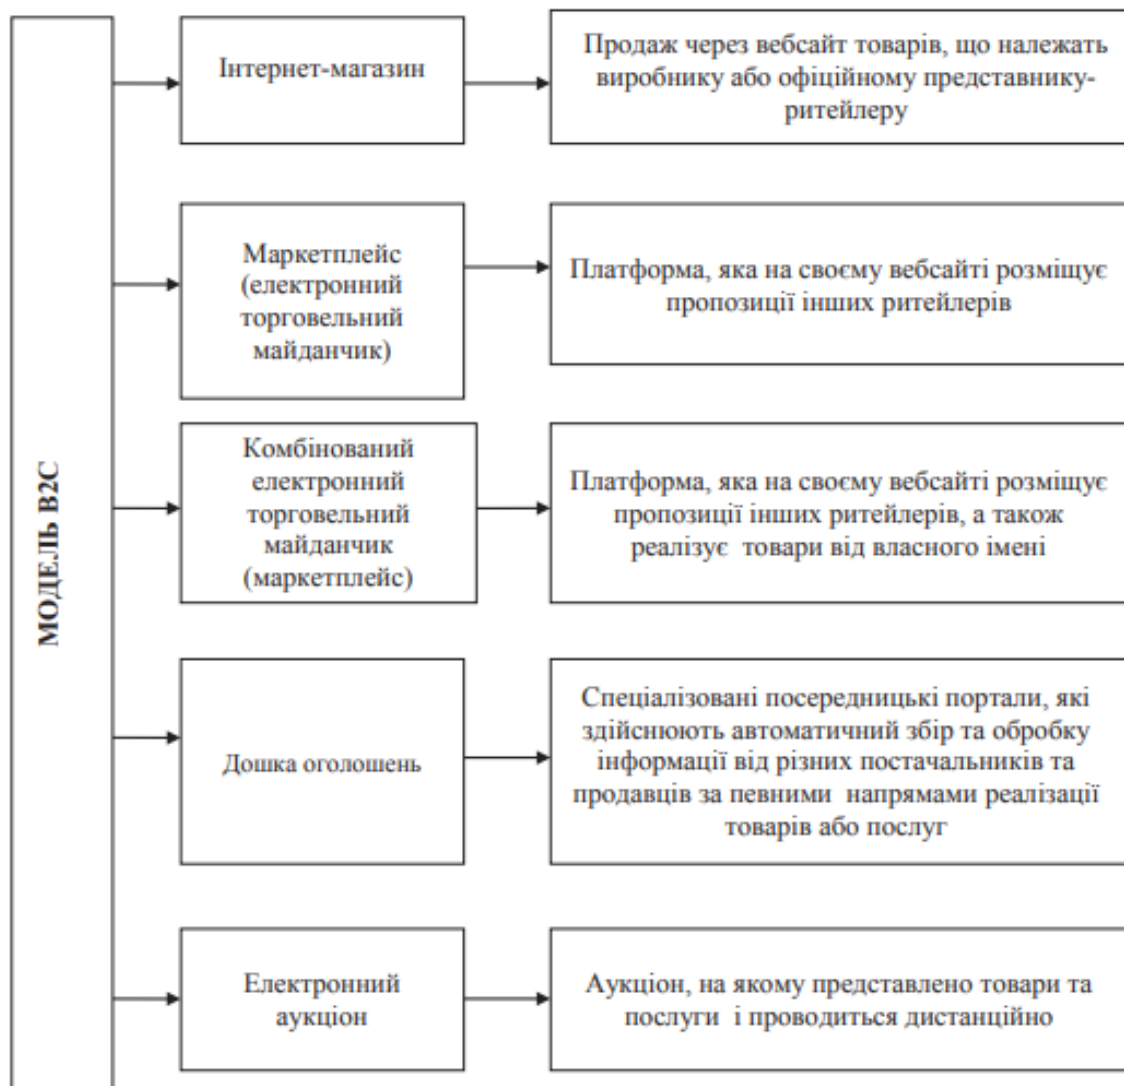 МОДЕЛЬ В2С
Інтернет-магазин
Продаж через вебсайт товарів, що належать
виробнику або офіційному представнику-
ритейлеру
Маркетплейс
(електронний
торговельний
майданчик)
Платформа, яка на своєму вебсайті розміщує
пропозиції інших ритейлерів
Комбінований
електронний
торговельний
майданчик
(маркетплейс)
Платформа, яка на своєму вебсайті розміщує
пропозиції інших ритейлерів, а також
реалізує товари від власного імені
Дошка оголошень
Спеціалізовані посередницькі портали, які
здійснюють автоматичний збір та обробку
інформації від різних постачальників та
продавців за певними напрямами реалізації
товарів або послуг
Електронний
аукціон
Аукціон, на якому представлено товари та
послуги і проводиться дистанційно